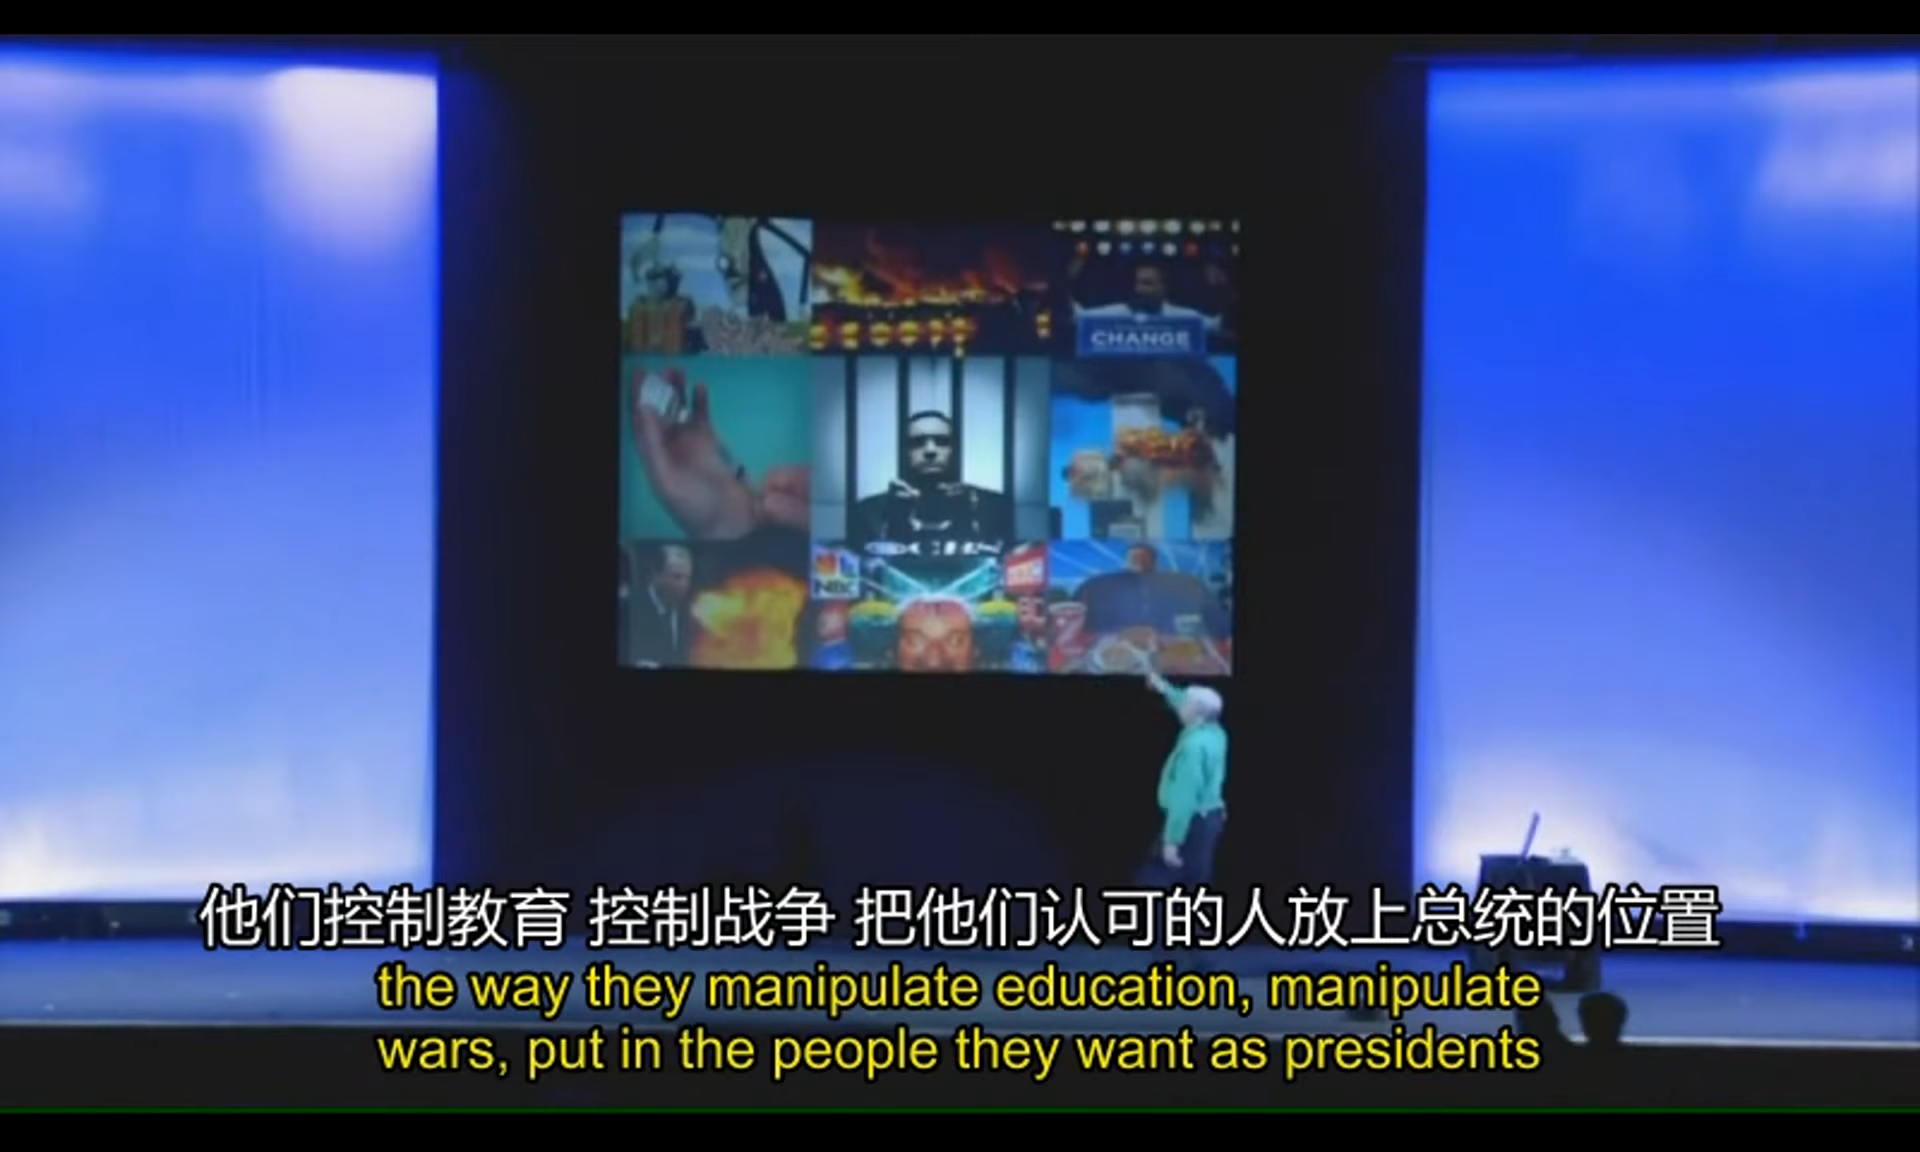 CHANGE
NBC
他们控制教育 控制战争 把他们认可的人放上总统的位置
the way they manipulate education, manipulate
wars, put in the people they want as presidents